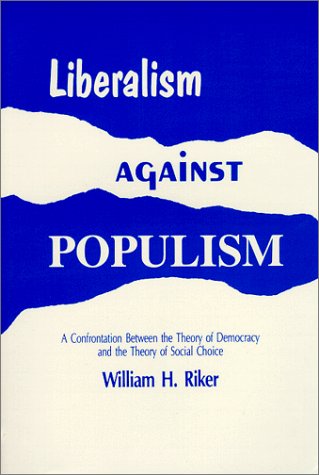 Liberalism
AGAINST
POPULISM
A Confrontation Between the Theory of Democracy
and the Theory of Social Choice
William H. Riker